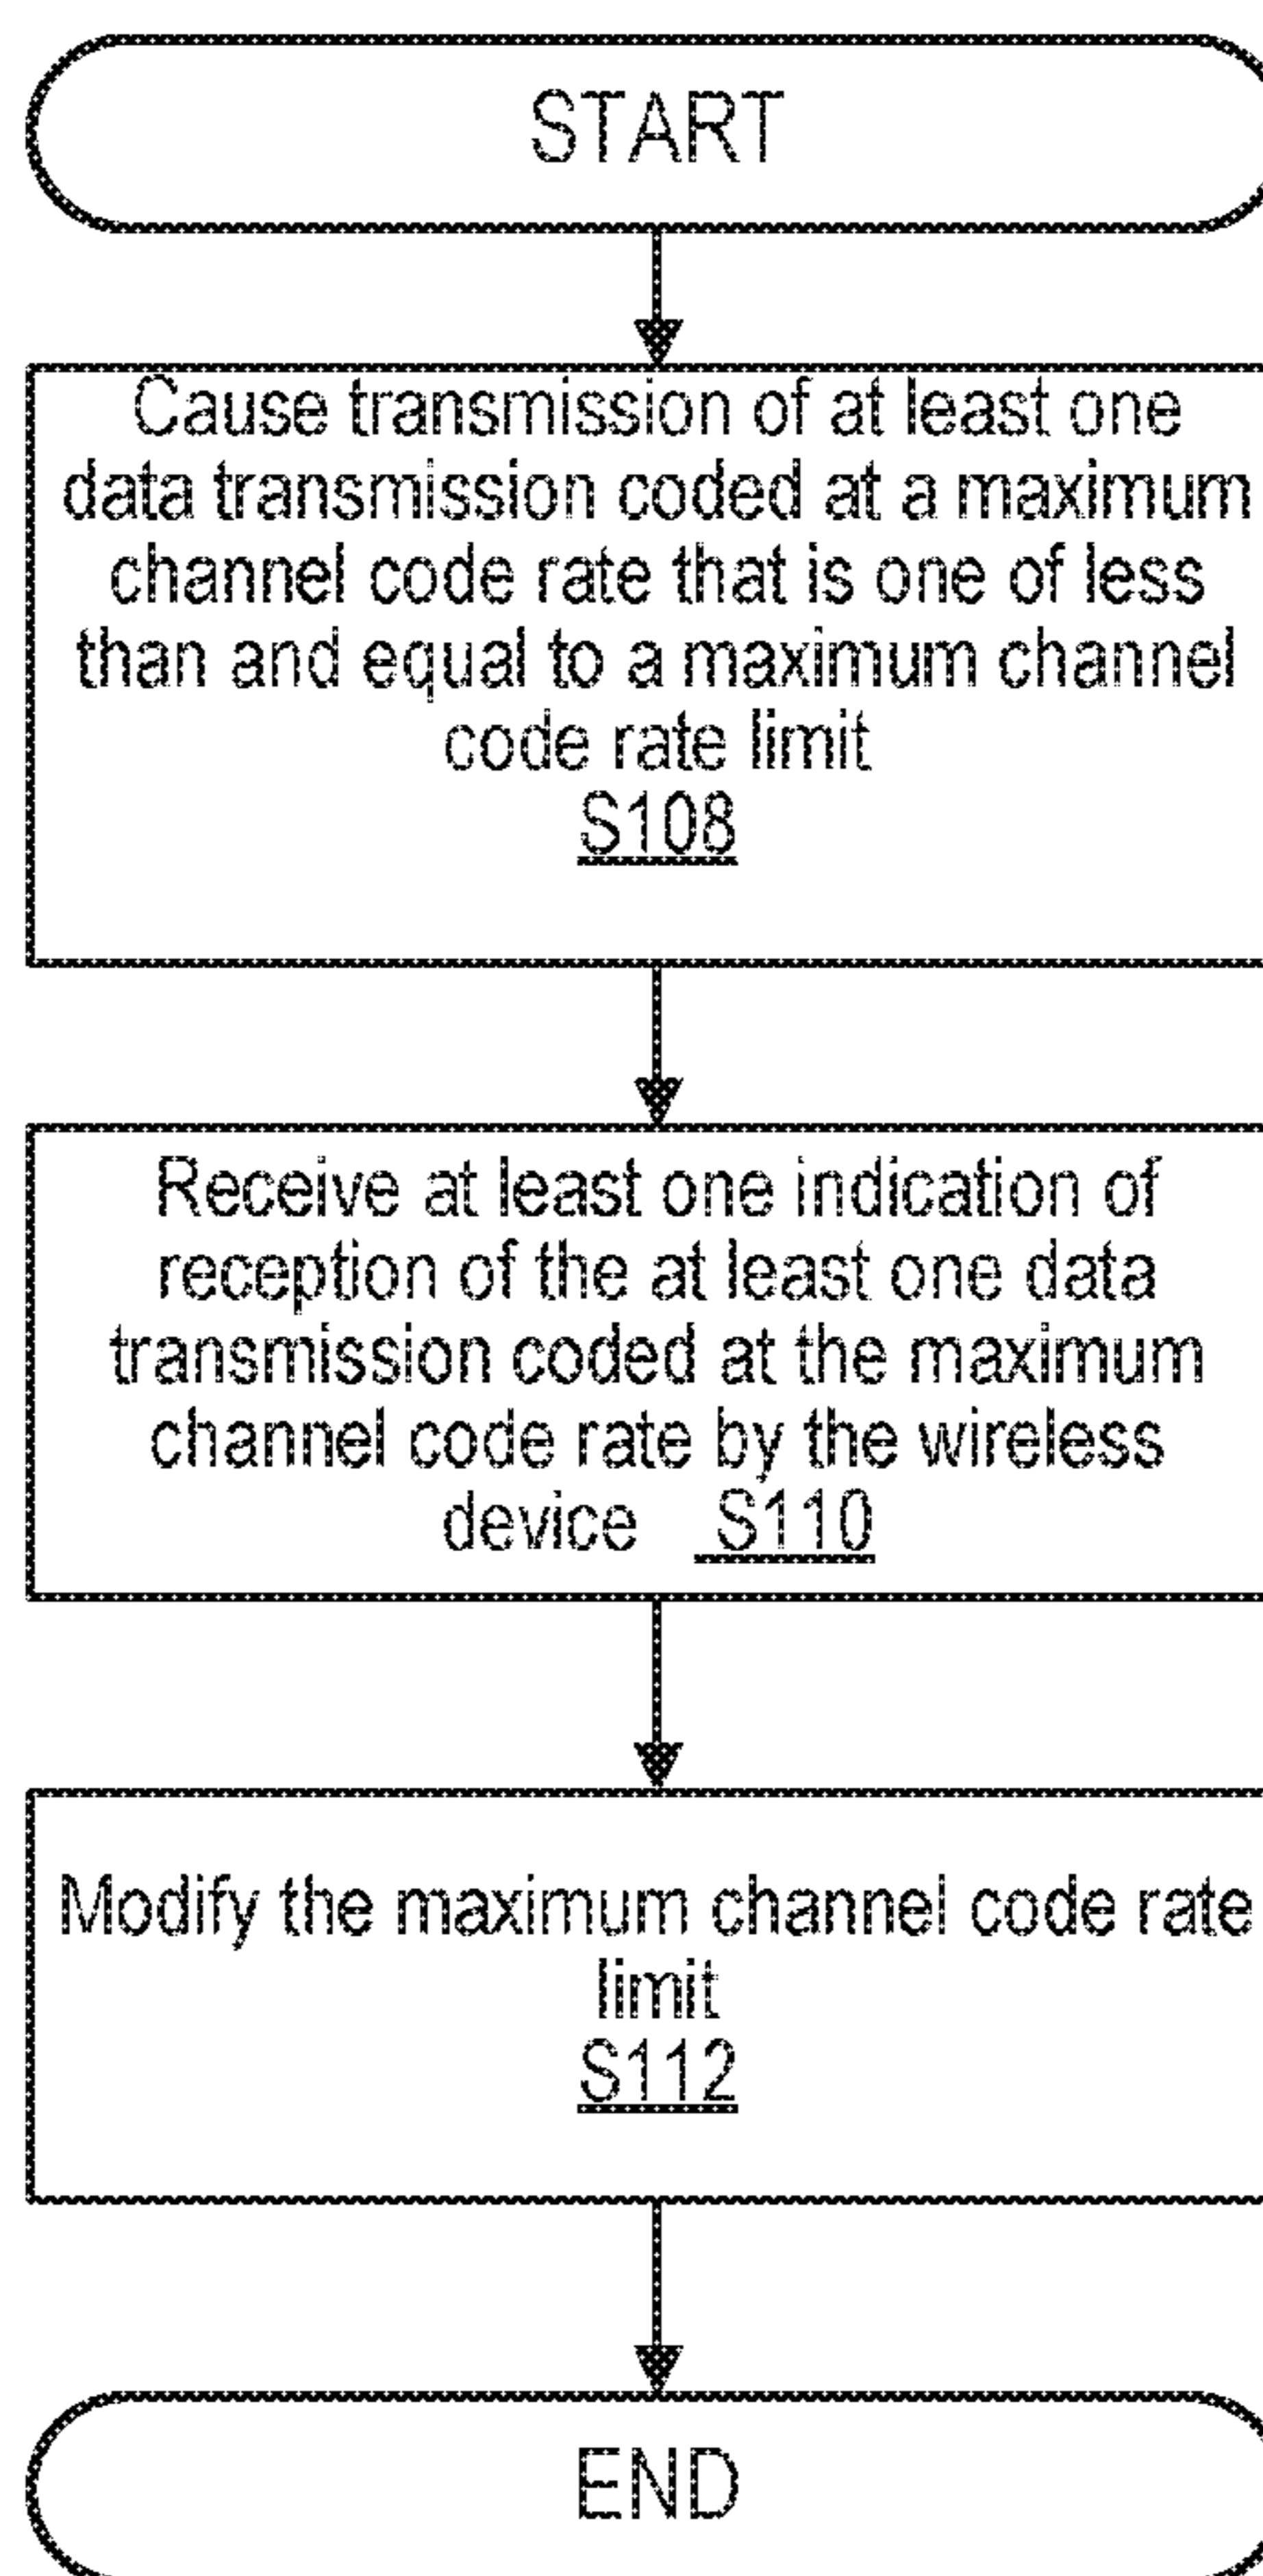 START
Cause transmission of at least one
data transmission coded at a maximum
channel code rate that is one of less
than and equal to a maximum channel
code rate limit
S108
Receive at least one indication of
reception of the at least one data
transmission coded at the maximum
channel code rate by the wireless
device S110
Modify the maximum channel code rate
limit
S112
END